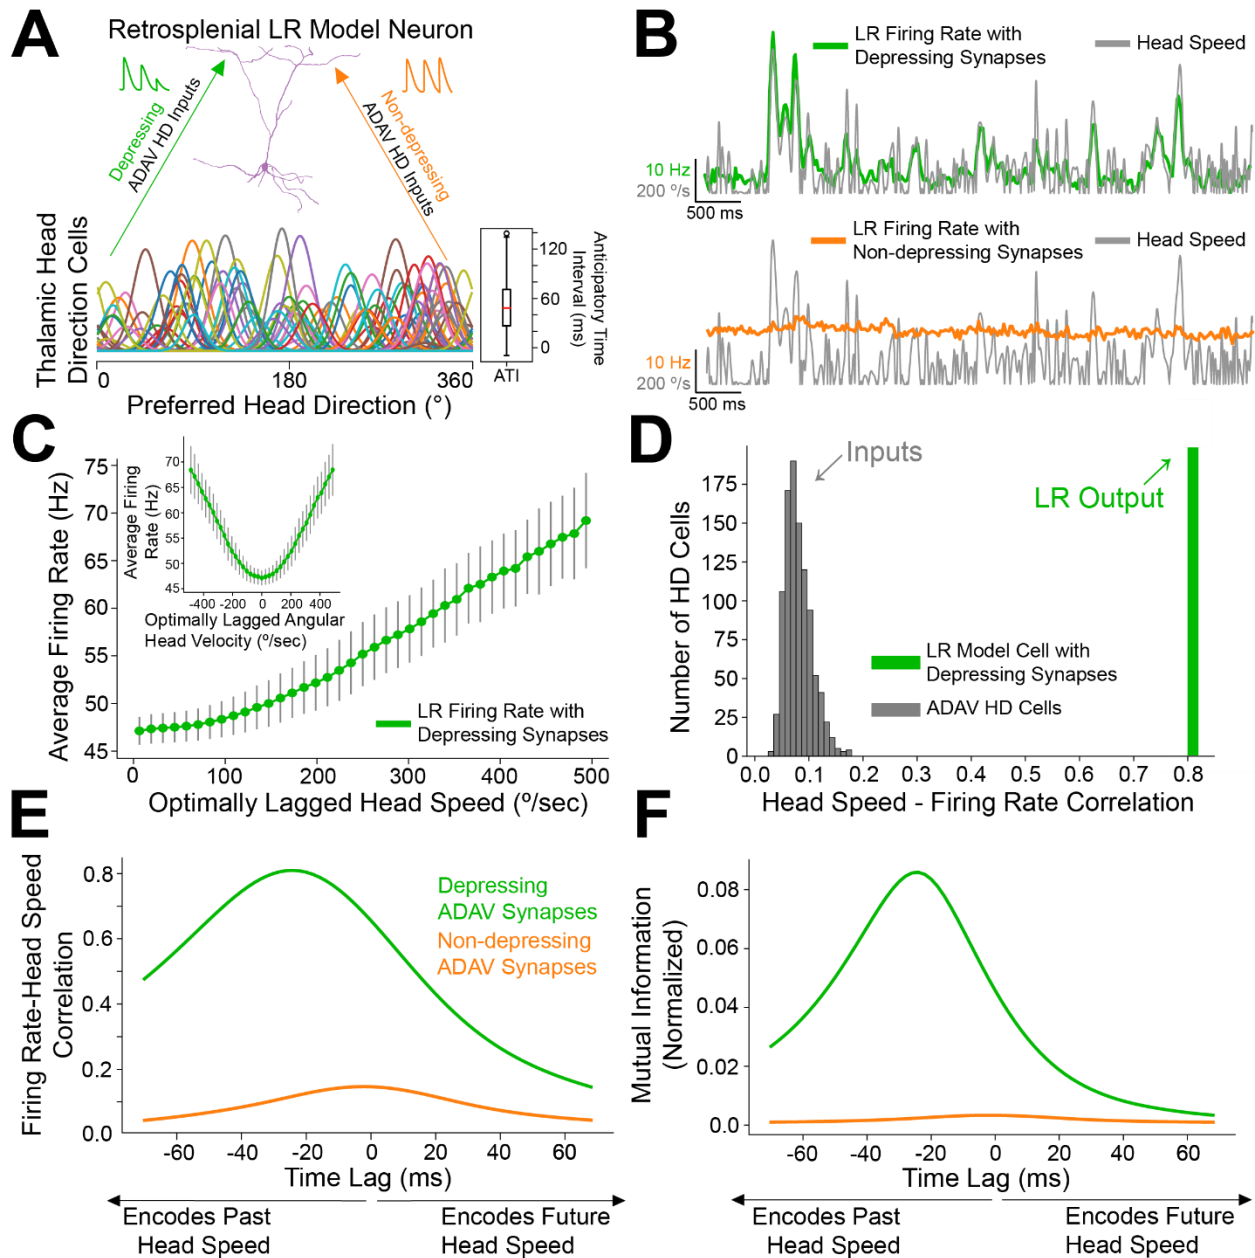 A
Retrosplenial LR Model Neuron
Depressing
ADAV HD Inputs
Non-depressing
ADAV HD Inputs
Thalamic Head
Direction Cells
0
180
360
Preferred Head Direction (°)
120
60
0
ATI
Anticipatory Time
Interval (ms)
B
LR Firing Rate with
Depressing Synapses
Head Speed
10 Hz
200 º/s
500 ms
LR Firing Rate with
Non-depressing Synapses
Head Speed
10 Hz
200 º/s
500 ms
C
Average Firing Rate (Hz)
75
70
65
60
55
50
45
0
100
200
300
400
500
Optimally Lagged Head Speed (º/sec)
Average Firing
Rate (Hz)
70
65
60
55
50
45
-400
-200
0
200
400
Optimally Lagged Angular
Head Velocity (º/sec)
LR Firing Rate with
Depressing Synapses
D
Number of HD Cells
175
150
125
100
75
50
25
0
0.0
0.1
0.2
0.3
0.4
0.5
0.6
0.7
0.8
Head Speed - Firing Rate Correlation
Inputs
LR Output
LR Model Cell with
Depressing Synapses
ADAV HD Cells
E
Firing Rate-Head Speed
Correlation
0.8
0.6
0.4
0.2
0.0
Depressing
ADAV Synapses
Non-depressing
ADAV Synapses
-60
-40
-20
0
20
40
60
Time Lag (ms)
Encodes Past
Head Speed
Encodes Future
Head Speed
F
Mutual Information
(Normalized)
0.08
0.06
0.04
0.02
0.0
-60
-40
-20
0
20
40
60
Time Lag (ms)
Encodes Past
Head Speed
Encodes Future
Head Speed